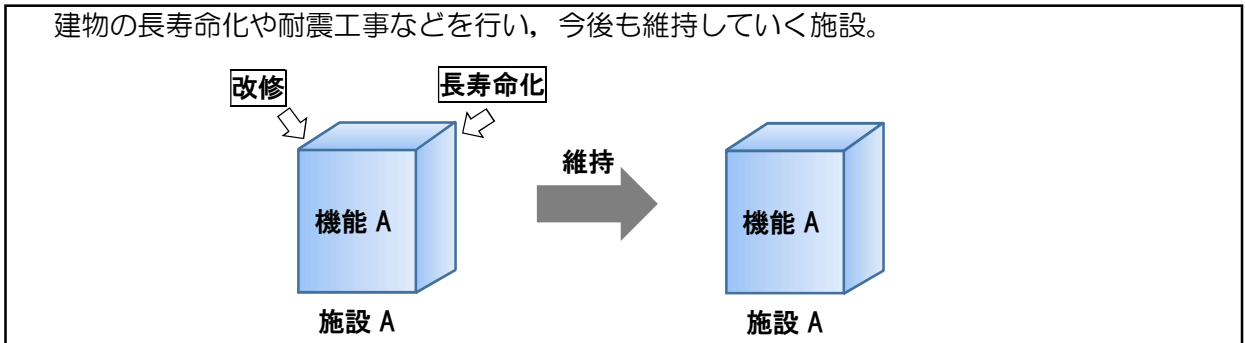 建物の長寿命化や耐震工事などを行い，今後も維持していく施設。
改修
長寿命化
維持
機能 A
機能 A
施設 A
施設 A